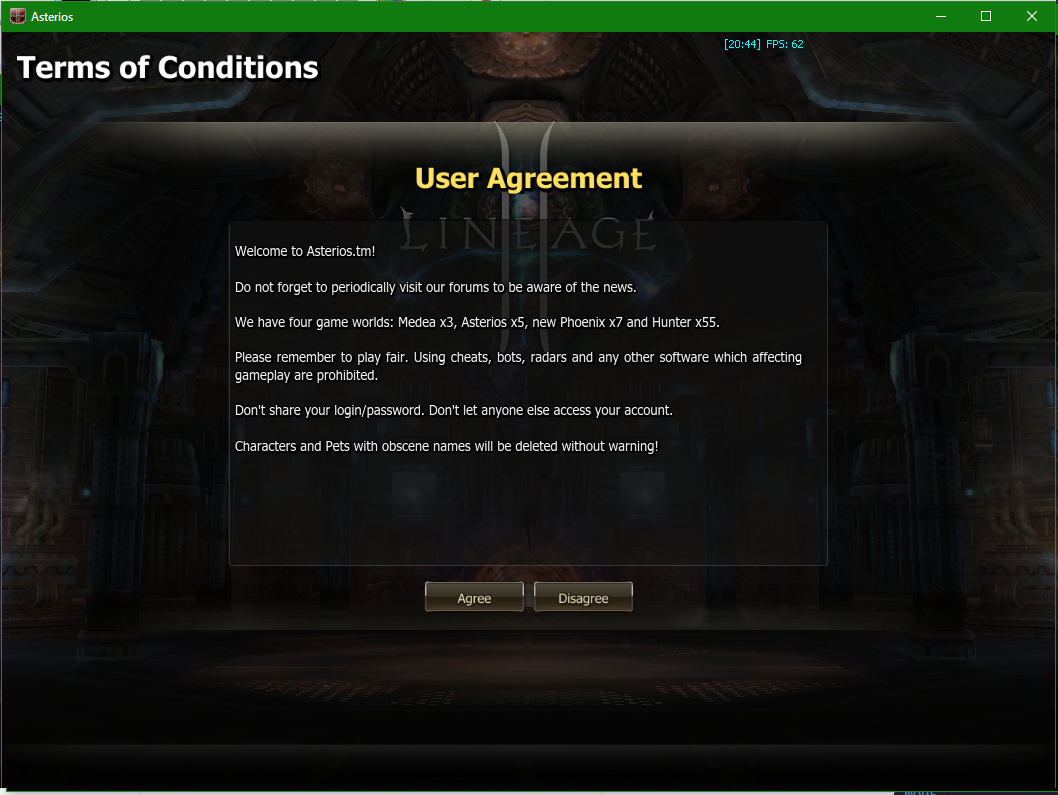 Asterios
[20:44] FPS: 62
Terms of Conditions
User Agreement
LINEAGE
Welcome to Asterios.tm!
Do not forget to periodically visit our forums to be aware of the news.
We have four game worlds: Medea x3, Asterios x5, new Phoenix x7 and Hunter x55.
Please remember to play fair. Using cheats, bots, radars and any other software which affecting
gameplay are prohibited.
Don't share your login/password. Don't let anyone else access your account.
Characters and Pets with obscene names will be deleted without warning!
Agree Disagree